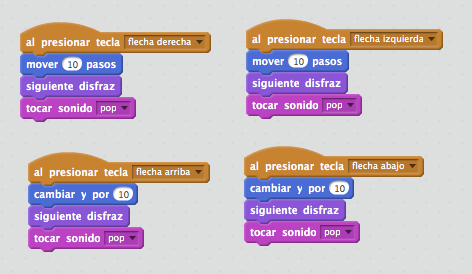 al presionar tecla flecha derecha
mover 10 pasos
siguiente disfraz
tocar sonido pop
al presionar tecla flecha izquierda
mover 10 pasos
siguiente disfraz
tocar sonido pop
al presionar tecla flecha arriba
cambiar y por 10
siguiente disfraz
tocar sonido pop
al presionar tecla flecha abajo
cambiar y por 10
siguiente disfraz
tocar sonido pop